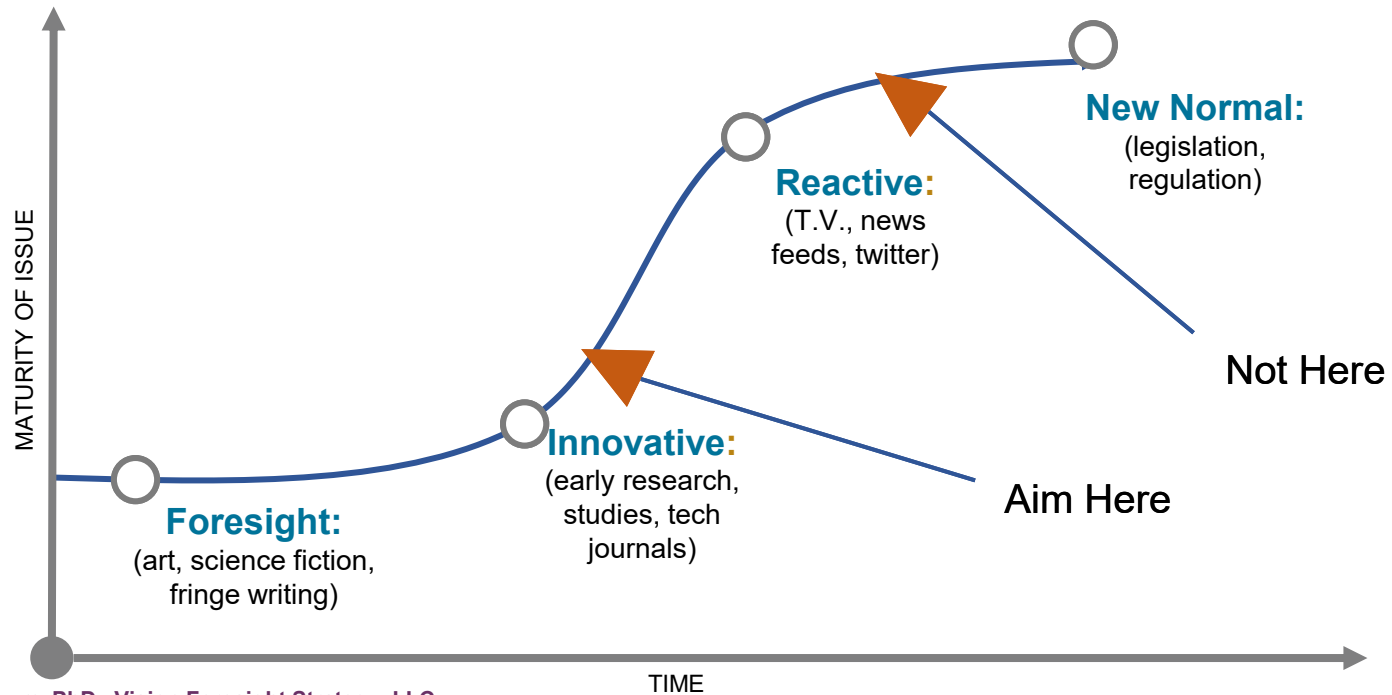 New Normal:
(legislation,
regulation)
Reactive:
(T.V., news
feeds, twitter)
MATURITY OF ISSUE
Not Here
Innovative:
(early research,
studies, tech
journals)
Aim Here
Foresight:
(art, science fiction,
fringe writing)
TIME